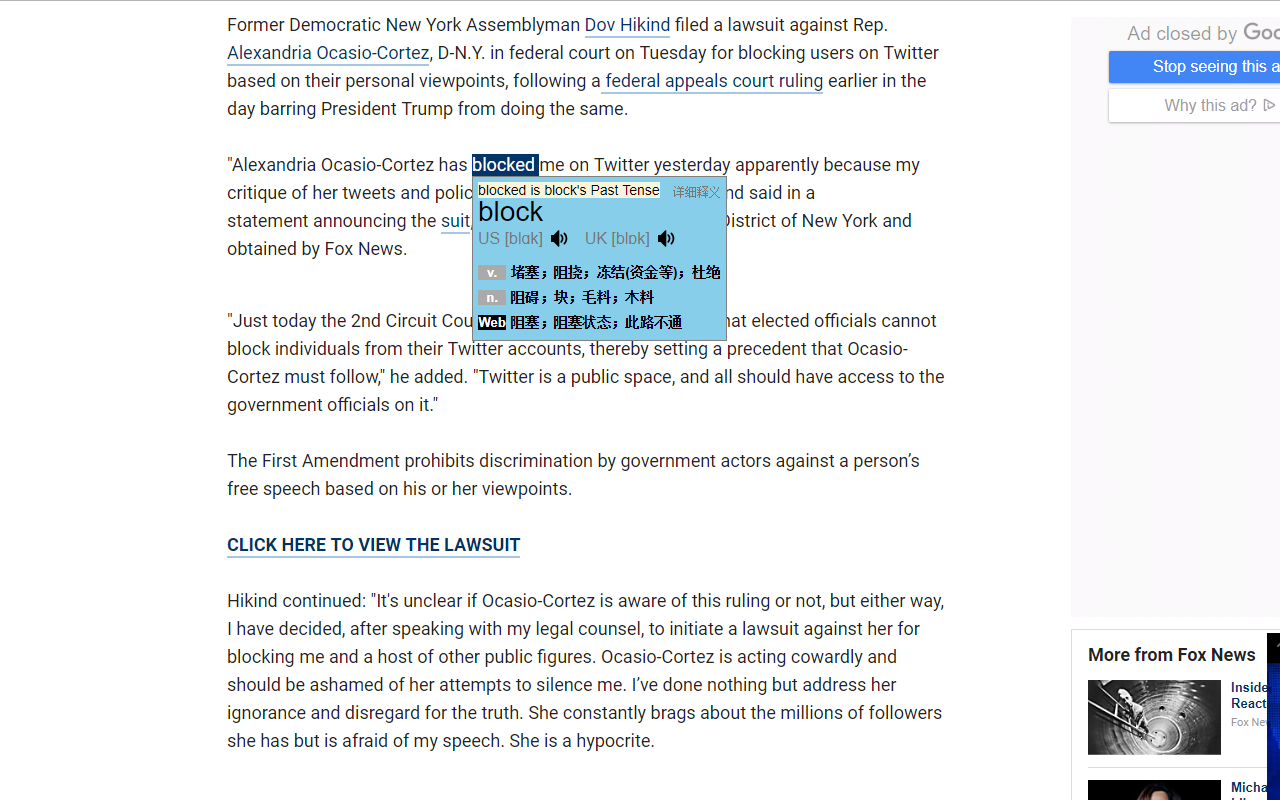 Former Democratic New York Assemblyman Dov Hikind filed a lawsuit against Rep.
Alexandria Ocasio-Cortez, D-N.Y. in federal court on Tuesday for blocking users on Twitter
based on their personal viewpoints, following a federal appeals court ruling earlier in the
day barring President Trump from doing the same.
"Alexandria Ocasio-Cortez has blocked me on Twitter yesterday apparently because my
critique of her tweets and polic
nd said in a
statement announcing the suit,
District of New York and
obtained by Fox News.
blocked is block's Past Tense 详细释义
block
US [blɑk] UK [blɒk]
v. 堵塞；阻挠；冻结(资金等)；杜绝
n. 阻碍；块；毛料；木料
Web 阻塞；阻塞状态；此路不通
"Just today the 2nd Circuit Cou
hat elected officials cannot
block individuals from their Twitter accounts, thereby setting a precedent that Ocasio-
Cortez must follow," he added. "Twitter is a public space, and all should have access to the
government officials on it."
The First Amendment prohibits discrimination by government actors against a person’s
free speech based on his or her viewpoints.
CLICK HERE TO VIEW THE LAWSUIT
Hikind continued: "It's unclear if Ocasio-Cortez is aware of this ruling or not, but either way,
I have decided, after speaking with my legal counsel, to initiate a lawsuit against her for
blocking me and a host of other public figures. Ocasio-Cortez is acting cowardly and
should be ashamed of her attempts to silence me. I’ve done nothing but address her
ignorance and disregard for the truth. She constantly brags about the millions of followers
she has but is afraid of my speech. She is a hypocrite.
Ad closed by Goo
Stop seeing this a
Why this ad?
More from Fox News
Inside
React
Fox Ne
Micha